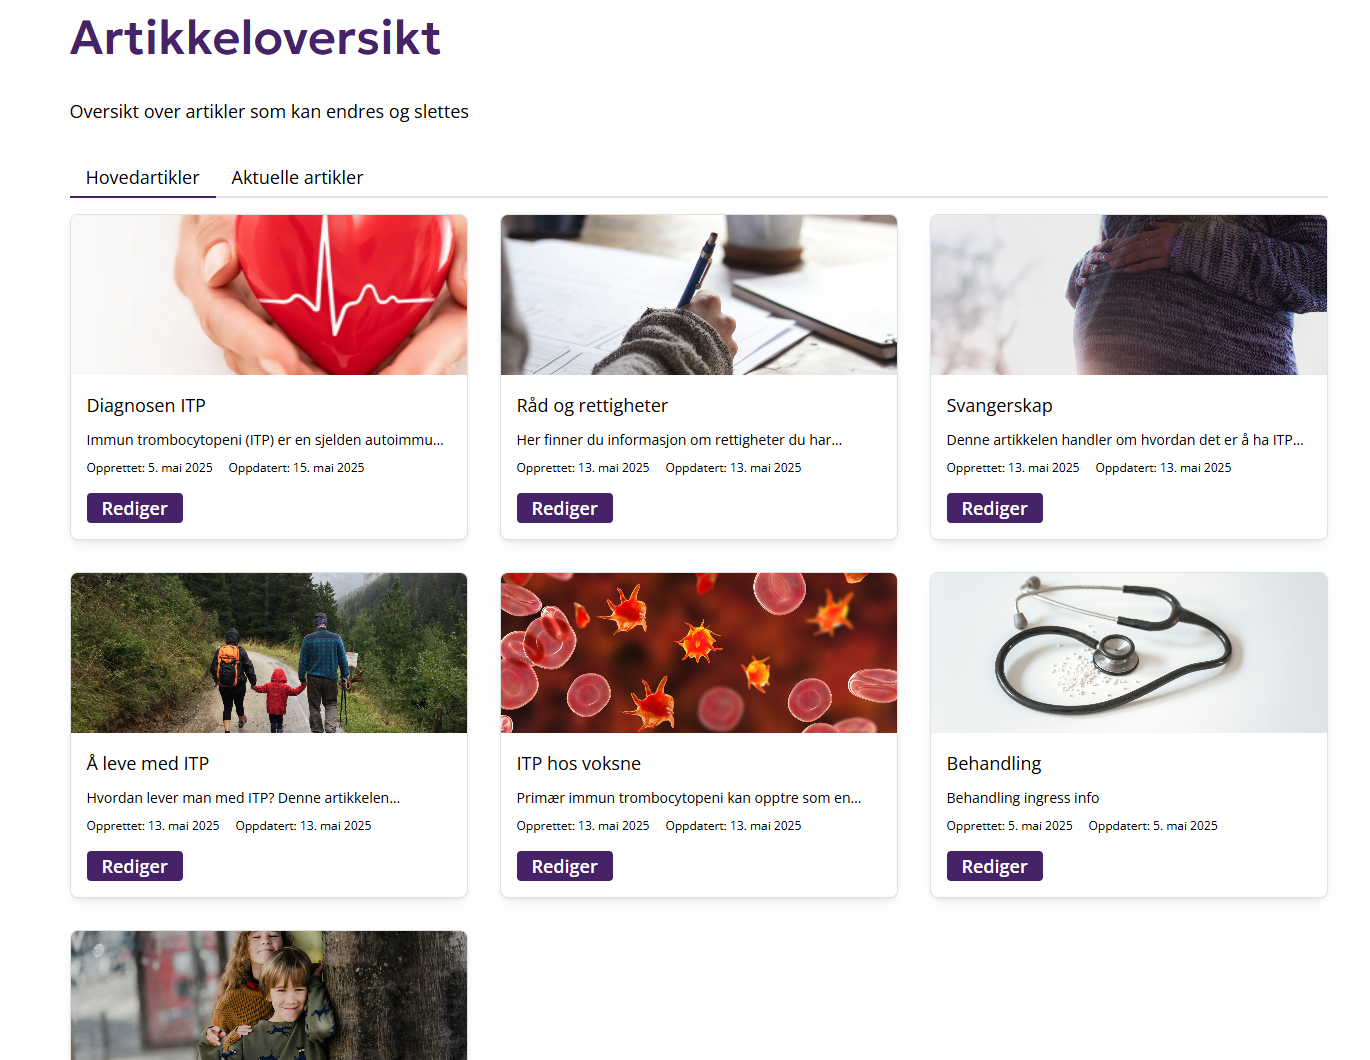 Artikkeloversikt
Oversikt over artikler som kan endres og slettes
Hovedartikler
Aktuelle artikler
Diagnosen ITP
Immun trombocytopeni (ITP) er en sjelden autoimmu...
Opprettet: 5. mai 2025 Oppdatert: 15. mai 2025
Rediger
Råd og rettigheter
Her finner du informasjon om rettigheter du har...
Opprettet: 13. mai 2025 Oppdatert: 13. mai 2025
Rediger
Svangerskap
Denne artikkelen handler om hvordan det er å ha ITP...
Opprettet: 13. mai 2025 Oppdatert: 13. mai 2025
Rediger
Å leve med ITP
Hvordan lever man med ITP? Denne artikkelen...
Opprettet: 13. mai 2025 Oppdatert: 13. mai 2025
Rediger
ITP hos voksne
Primær immun trombocytopeni kan opptre som en...
Opprettet: 13. mai 2025 Oppdatert: 13. mai 2025
Rediger
Behandling
Behandling ingress info
Opprettet: 5. mai 2025 Oppdatert: 5. mai 2025
Rediger